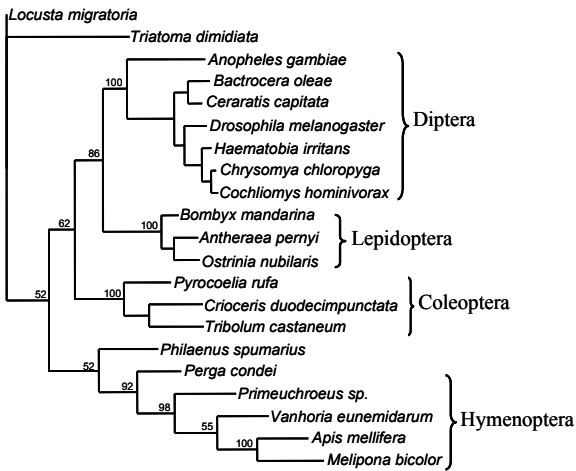 Locusta migratoria
Triatoma dimidiata
Anopheles gambiae
100
Bactrocera oleae
Ceraratis capitata
Diptera
Drosophila melanogaster
Haematobia irritans
86
Chrysomya chloropyga
Cochliomys hominivorax
Bombyx mandarina
62
100
Antheraea pernyi
Lepidoptera
Ostrinia nubilaris
Pyrocoelia rufa
52
100
Crioceris duodecimpunctata
Coleoptera
Tribolum castaneum
Philaenus spumarius
52
Perga condei
92
Primeuchroeus sp.
98
Vanhoria eunemidarum
Hymenoptera
55
Apis mellifera
100
Melipona bicolor